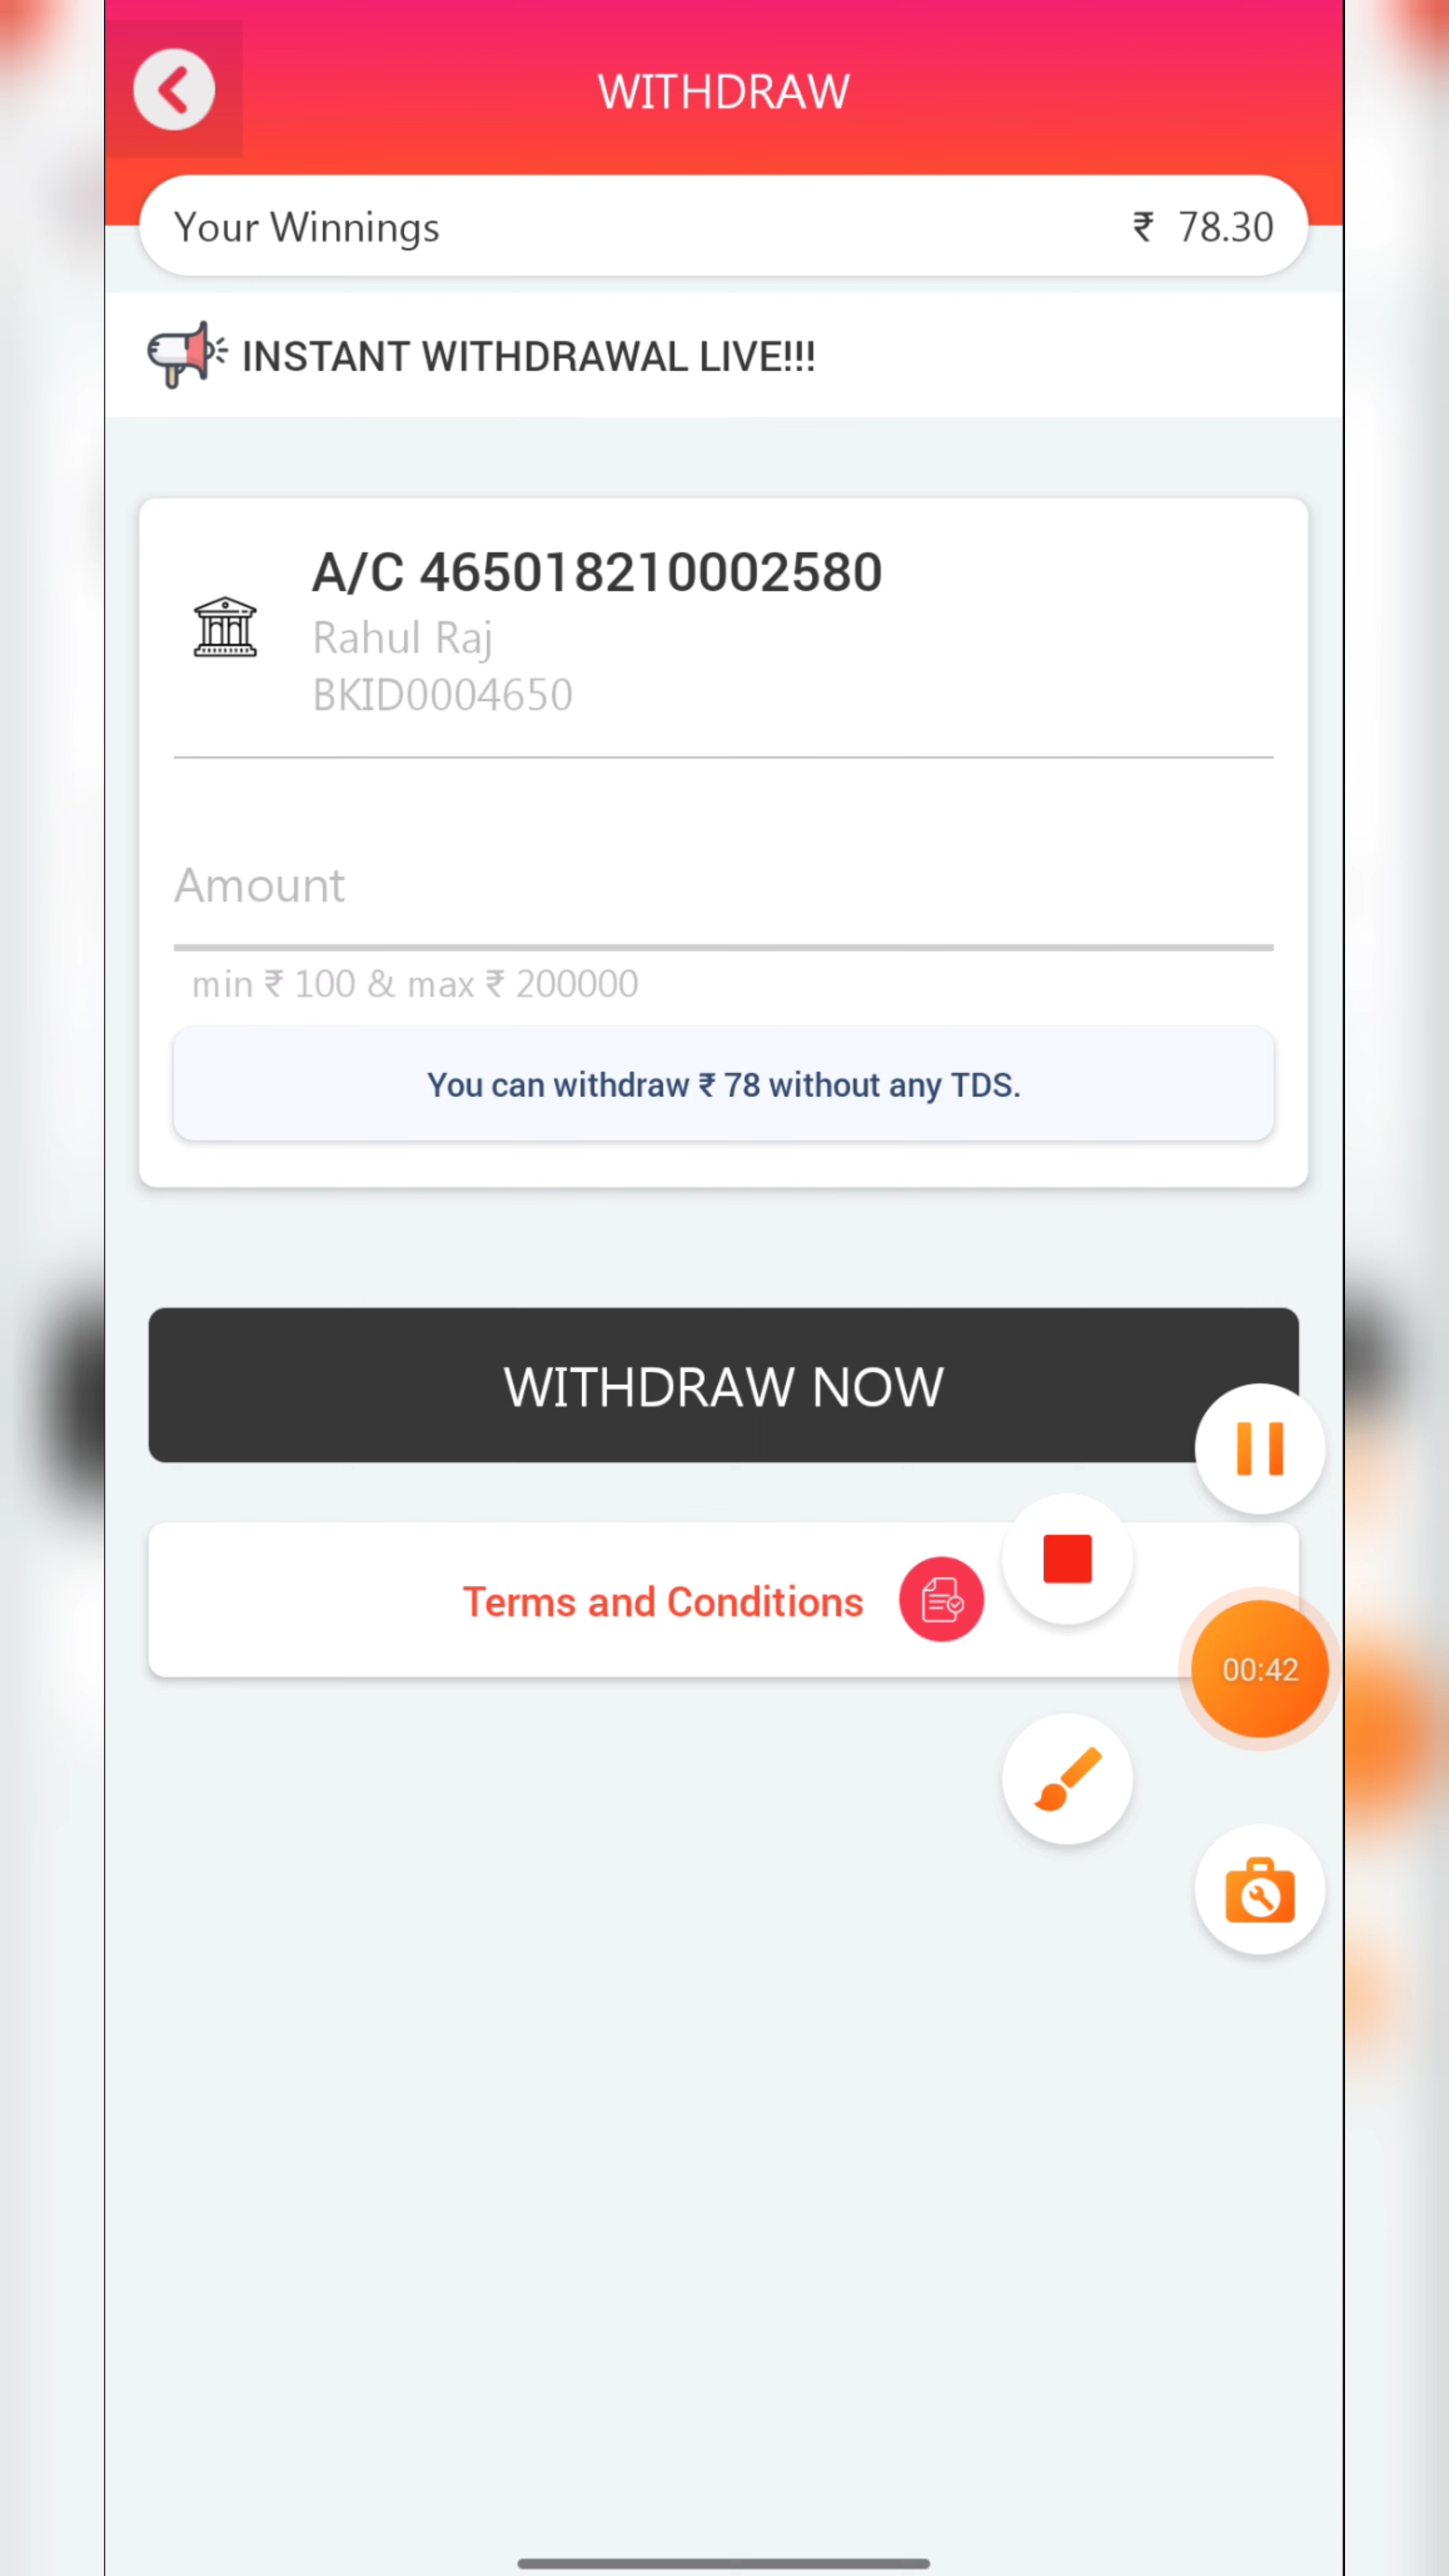 WITHDRAW
Your Winnings ₹ 78.30
INSTANT WITHDRAWAL LIVE!!!
A/C 465018210002580
Rahul Raj
BKID0004650
Amount
min ₹ 100 & max ₹ 200000
You can withdraw ₹ 78 without any TDS.
WITHDRAW NOW
Terms and Conditions
00:42